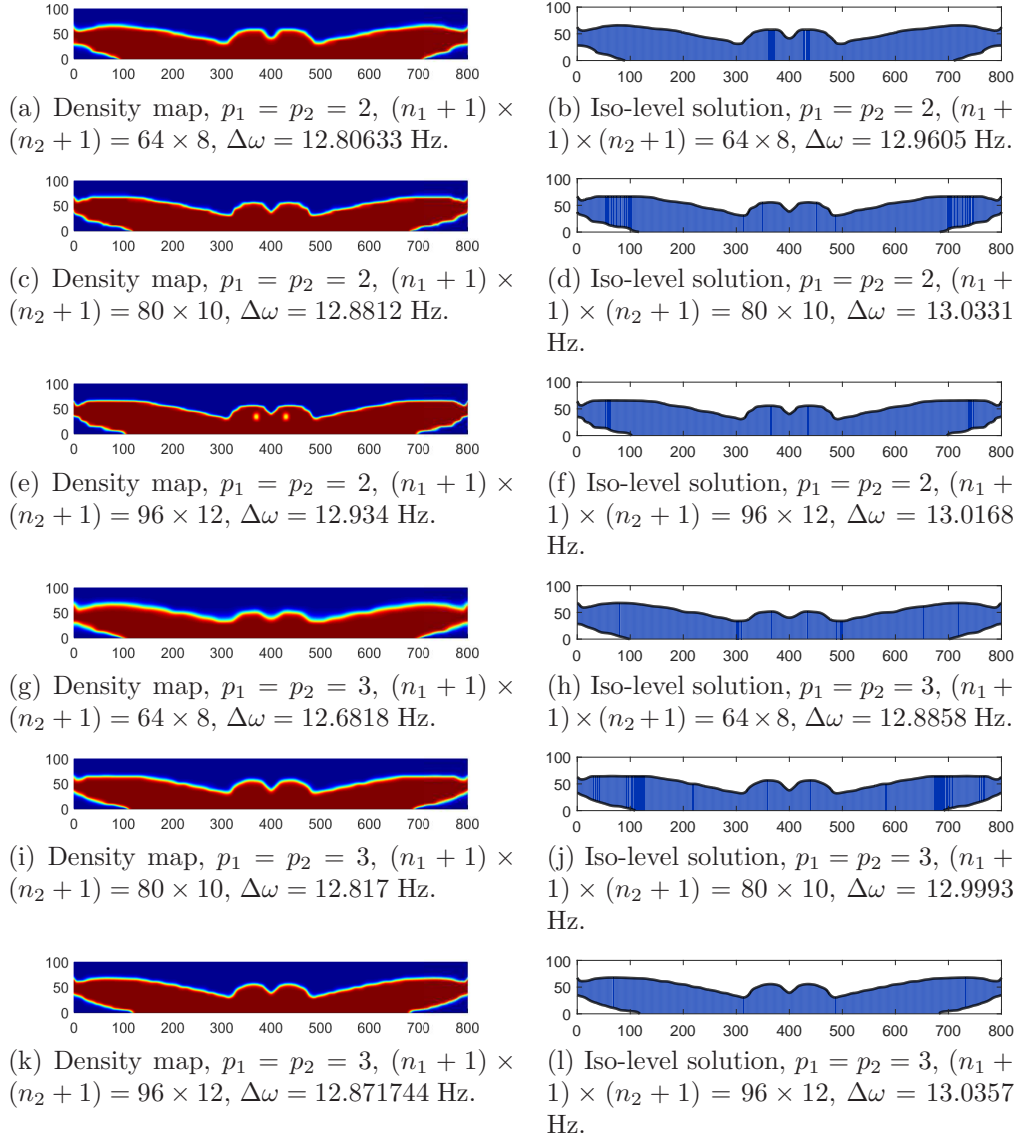 100
50
0
0 100 200 300 400 500 600 700 800
(a) Density map, p₁ = p₂ = 2, (n₁ + 1) ×
(n₂ + 1) = 64 × 8, Δω = 12.80633 Hz.
100
50
0
0 100 200 300 400 500 600 700 800
(b) Iso-level solution, p₁ = p₂ = 2, (n₁ +
1) × (n₂ + 1) = 64 × 8, Δω = 12.9605 Hz.
100
50
0
0 100 200 300 400 500 600 700 800
(c) Density map, p₁ = p₂ = 2, (n₁ + 1) ×
(n₂ + 1) = 80 × 10, Δω = 12.8812 Hz.
100
50
0
0 100 200 300 400 500 600 700 800
(d) Iso-level solution, p₁ = p₂ = 2, (n₁ +
1) × (n₂ + 1) = 80 × 10, Δω = 13.0331
Hz.
100
50
0
0 100 200 300 400 500 600 700 800
(e) Density map, p₁ = p₂ = 2, (n₁ + 1) ×
(n₂ + 1) = 96 × 12, Δω = 12.934 Hz.
100
50
0
0 100 200 300 400 500 600 700 800
(f) Iso-level solution, p₁ = p₂ = 2, (n₁ +
1) × (n₂ + 1) = 96 × 12, Δω = 13.0168
Hz.
100
50
0
0 100 200 300 400 500 600 700 800
(g) Density map, p₁ = p₂ = 3, (n₁ + 1) ×
(n₂ + 1) = 64 × 8, Δω = 12.6818 Hz.
100
50
0
0 100 200 300 400 500 600 700 800
(h) Iso-level solution, p₁ = p₂ = 3, (n₁ +
1) × (n₂ + 1) = 64 × 8, Δω = 12.8858 Hz.
100
50
0
0 100 200 300 400 500 600 700 800
(i) Density map, p₁ = p₂ = 3, (n₁ + 1) ×
(n₂ + 1) = 80 × 10, Δω = 12.817 Hz.
100
50
0
0 100 200 300 400 500 600 700 800
(j) Iso-level solution, p₁ = p₂ = 3, (n₁ +
1) × (n₂ + 1) = 80 × 10, Δω = 12.9993
Hz.
100
50
0
0 100 200 300 400 500 600 700 800
(k) Density map, p₁ = p₂ = 3, (n₁ + 1) ×
(n₂ + 1) = 96 × 12, Δω = 12.871744 Hz.
100
50
0
0 100 200 300 400 500 600 700 800
(l) Iso-level solution, p₁ = p₂ = 3, (n₁ +
1) × (n₂ + 1) = 96 × 12, Δω = 13.0357
Hz.